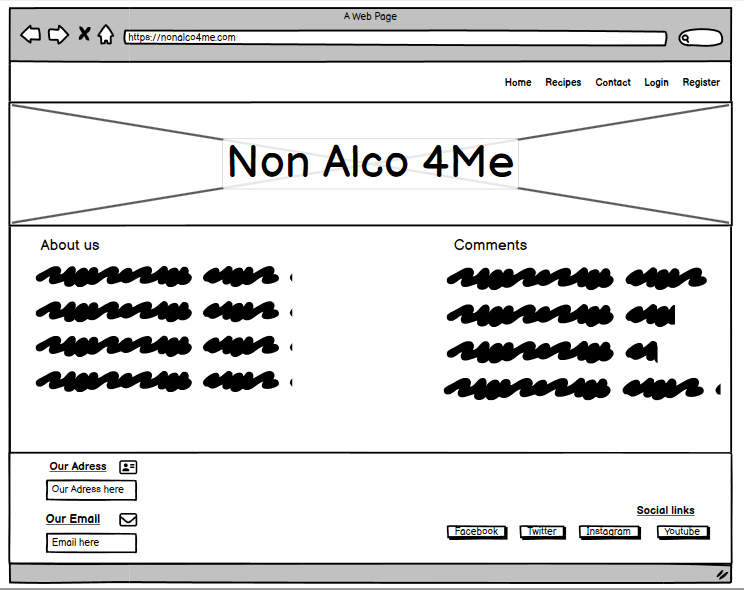 A Web Page
https://nonalco4me.com
Home Recipes Contact Login Register
Non Alco 4Me
About us
Comments
Our Adress
Our Adress here
Our Email
Email here
Social links
Facebook Twitter Instagram Youtube